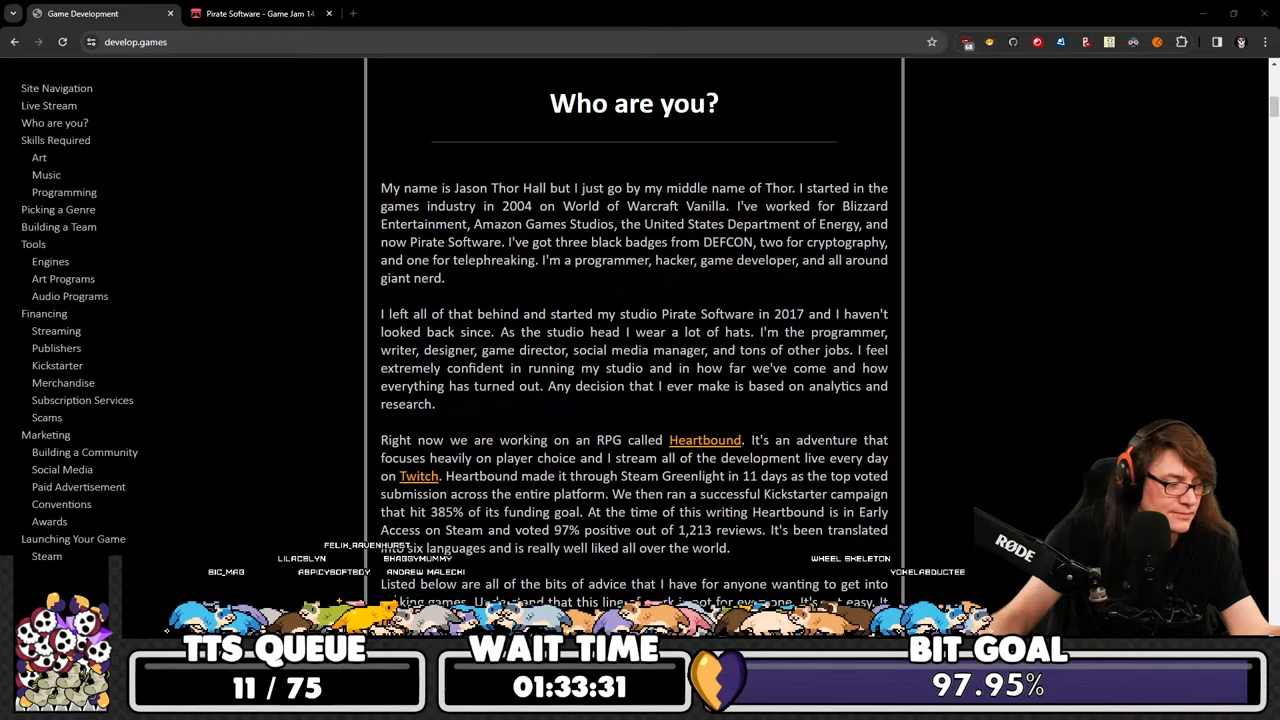 Game Development
Pirate Software - Game Jam 14
develop.games
Site Navigation
Live Stream
Who are you?
Skills Required
Art
Music
Programming
Picking a Genre
Building a Team
Tools
Engines
Art Programs
Audio Programs
Financing
Streaming
Publishers
Kickstarter
Merchandise
Subscription Services
Scams
Marketing
Building a Community
Social Media
Paid Advertisement
Conventions
Awards
Launching Your Game
Steam
Who are you?
My name is Jason Thor Hall but I just go by my middle name of Thor. I started in the
games industry in 2004 on World of Warcraft Vanilla. I've worked for Blizzard
Entertainment, Amazon Games Studios, the United States Department of Energy, and
now Pirate Software. I've got three black badges from DEFCON, two for cryptography,
and one for telephreaking. I'm a programmer, hacker, game developer, and all around
giant nerd.
I left all of that behind and started my studio Pirate Software in 2017 and I haven't
looked back since. As the studio head I wear a lot of hats. I'm the programmer,
writer, designer, game director, social media manager, and tons of other jobs. I feel
extremely confident in running my studio and in how far we've come and how
everything has turned out. Any decision that I ever make is based on analytics and
research.
Right now we are working on an RPG called Heartbound. It's an adventure that
focuses heavily on player choice and I stream all of the development live every day
on Twitch. Heartbound made it through Steam Greenlight in 11 days as the top voted
submission across the entire platform. We then ran a successful Kickstarter campaign
that hit 385% of its funding goal. At the time of this writing Heartbound is in Early
Access on Steam and voted 97% positive out of 1,213 reviews. It's been translated
into six languages and is really well liked all over the world.
Listed below are all of the bits of advice that I have for anyone wanting to get into
FELIX_RAVENHURST
LILACSLYN
SHAGGYMUMMY
WHEEL SKELETON
BIC_MAG
ASPICYSOFTBOY
ANDREW MALECKI
YOKELABDUCTEE
RØDE
TTS QUEUE
11 / 75
WAIT TIME
01:33:31
BIT GOAL
97.95%